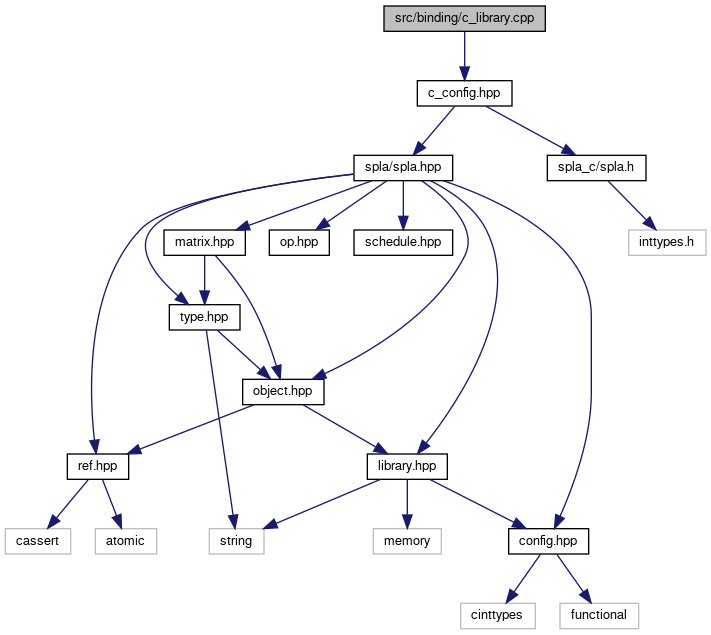 src/binding/c_library.cpp
c_config.hpp
spla/spla.hpp
spla_c/spla.h
matrix.hpp
op.hpp
schedule.hpp
inttypes.h
type.hpp
object.hpp
ref.hpp
library.hpp
cassert
atomic
string
memory
config.hpp
cinttypes
functional